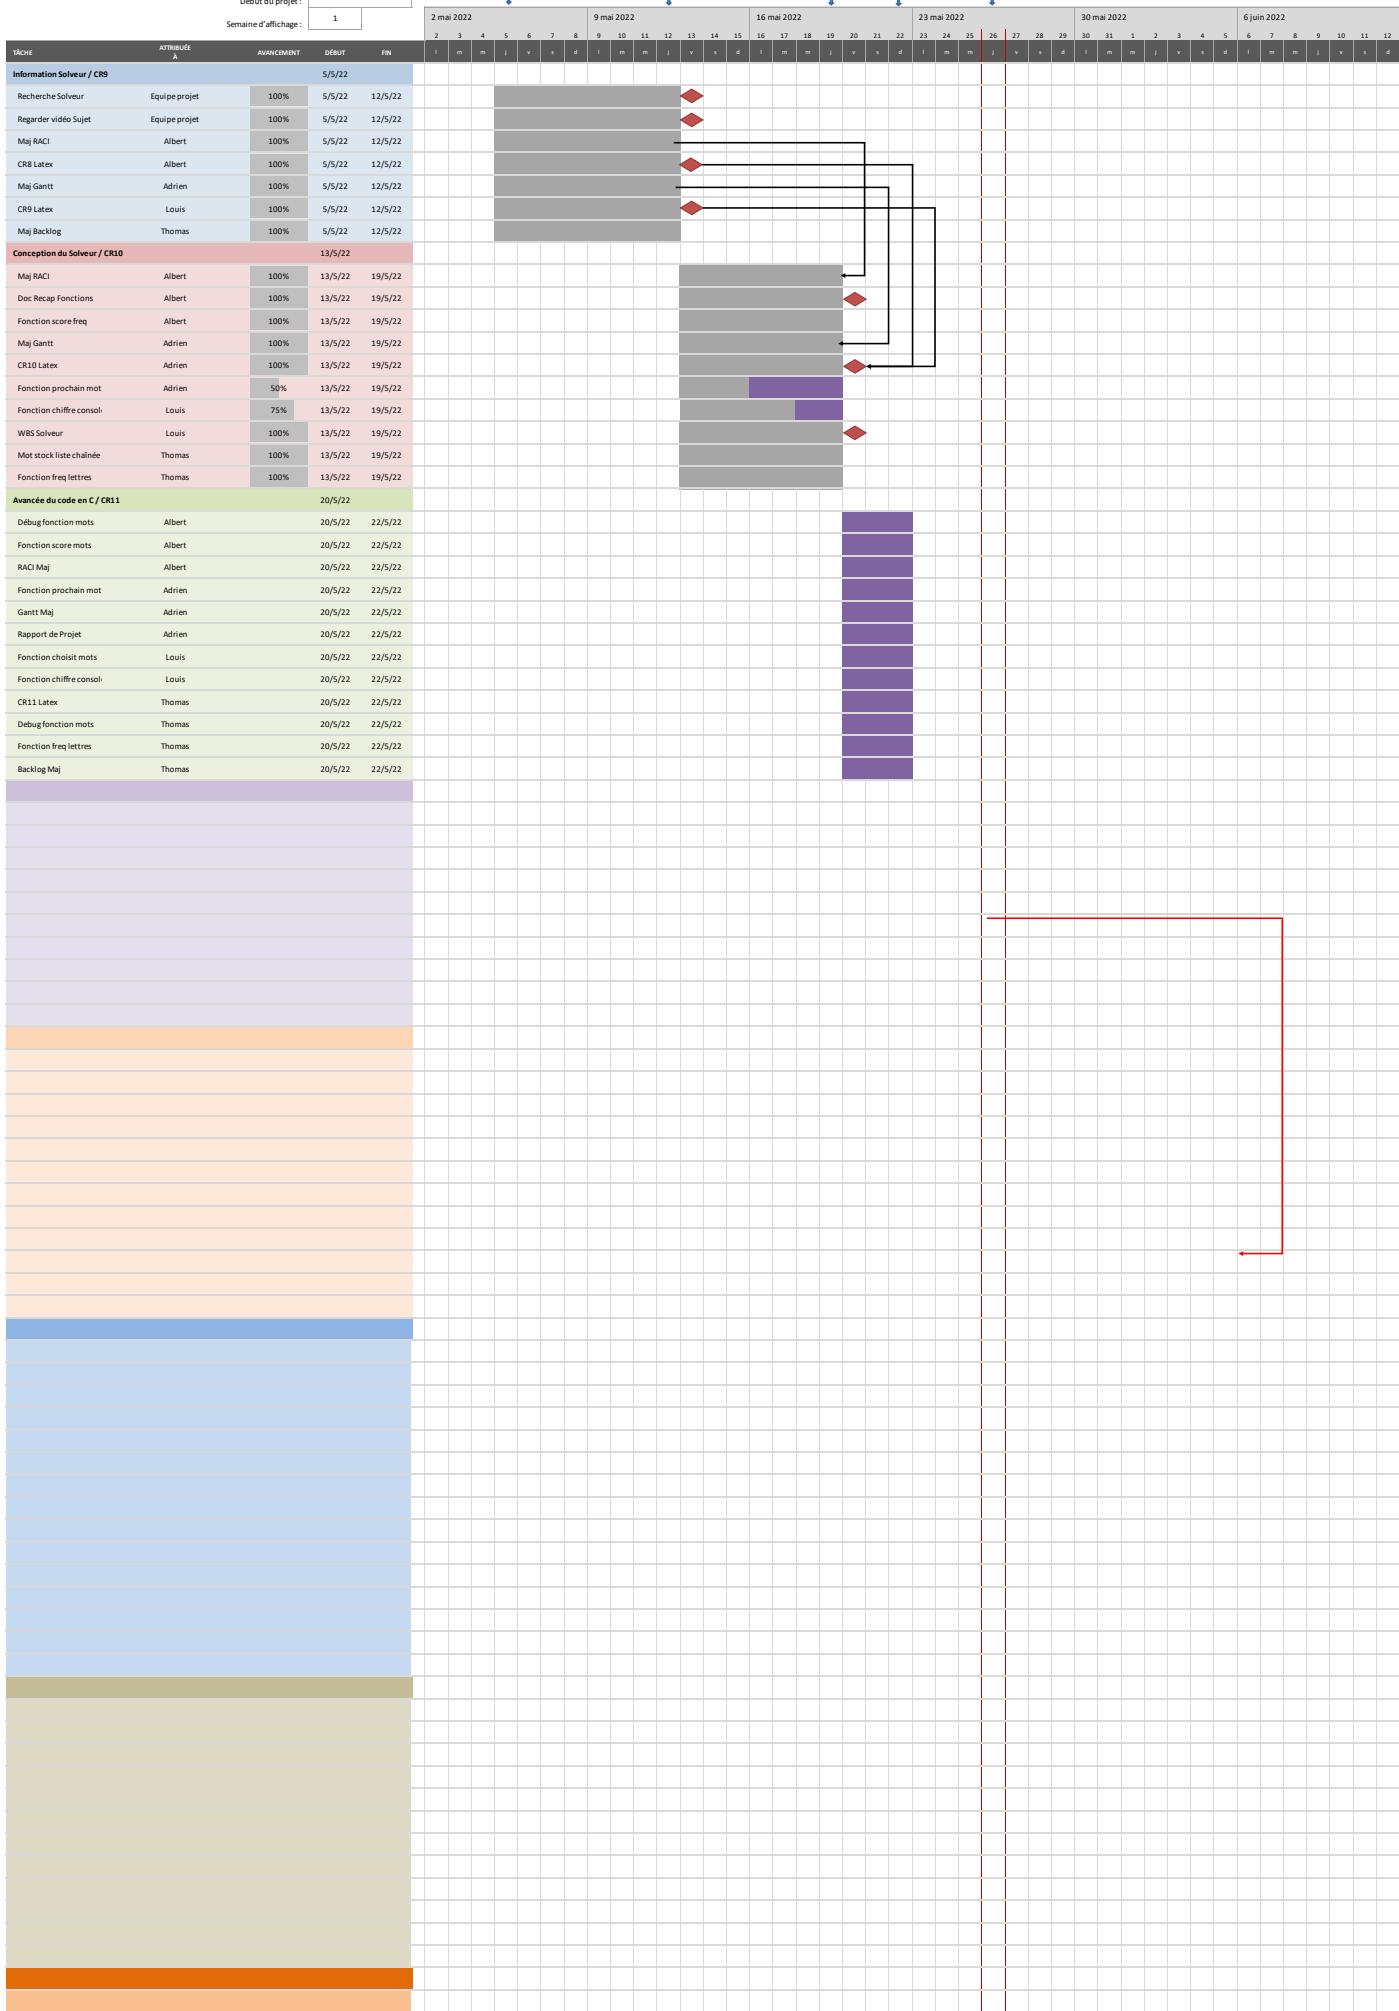 Début du projet :
Semaine d'affichage : 1
2 mai 2022 9 mai 2022 16 mai 2022 23 mai 2022 30 mai 2022 6 juin 2022
2 3 4 5 6 7 8 9 10 11 12 13 14 15 16 17 18 19 20 21 22 23 24 25 26 27 28 29 30 31 1 2 3 4 5 6 7 8 9 10 11 12
TÂCHE ATTRIBUÉE À AVANCEMENT DÉBUT FIN l m m j v s d l m m j v s d l m m j v s d l m m j v s d l m m j v s d l m m j v s d
Information Solveur / CR9 5/5/22
Recherche Solveur Equipe projet 100% 5/5/22 12/5/22
Regarder vidéo Sujet Equipe projet 100% 5/5/22 12/5/22
Maj RACI Albert 100% 5/5/22 12/5/22
CR8 Latex Albert 100% 5/5/22 12/5/22
Maj Gantt Adrien 100% 5/5/22 12/5/22
CR9 Latex Louis 100% 5/5/22 12/5/22
Maj Backlog Thomas 100% 5/5/22 12/5/22
Conception du Solveur / CR10 13/5/22
Maj RACI Albert 100% 13/5/22 19/5/22
Doc Recap Fonctions Albert 100% 13/5/22 19/5/22
Fonction score freq Albert 100% 13/5/22 19/5/22
Maj Gantt Adrien 100% 13/5/22 19/5/22
CR10 Latex Adrien 100% 13/5/22 19/5/22
Fonction prochain mot Adrien 50% 13/5/22 19/5/22
Fonction chiffre consol Louis 75% 13/5/22 19/5/22
WBS Solveur Louis 100% 13/5/22 19/5/22
Mot stock liste chaînée Thomas 100% 13/5/22 19/5/22
Fonction freq lettres Thomas 100% 13/5/22 19/5/22
Avancée du code en C / CR11 20/5/22
Débug fonction mots Albert 20/5/22 22/5/22
Fonction score mots Albert 20/5/22 22/5/22
RACI Maj Albert 20/5/22 22/5/22
Fonction prochain mot Adrien 20/5/22 22/5/22
Gantt Maj Adrien 20/5/22 22/5/22
Rapport de Projet Adrien 20/5/22 22/5/22
Fonction choisit mots Louis 20/5/22 22/5/22
Fonction chiffre consol Louis 20/5/22 22/5/22
CR11 Latex Thomas 20/5/22 22/5/22
Debug fonction mots Thomas 20/5/22 22/5/22
Fonction freq lettres Thomas 20/5/22 22/5/22
Backlog Maj Thomas 20/5/22 22/5/22